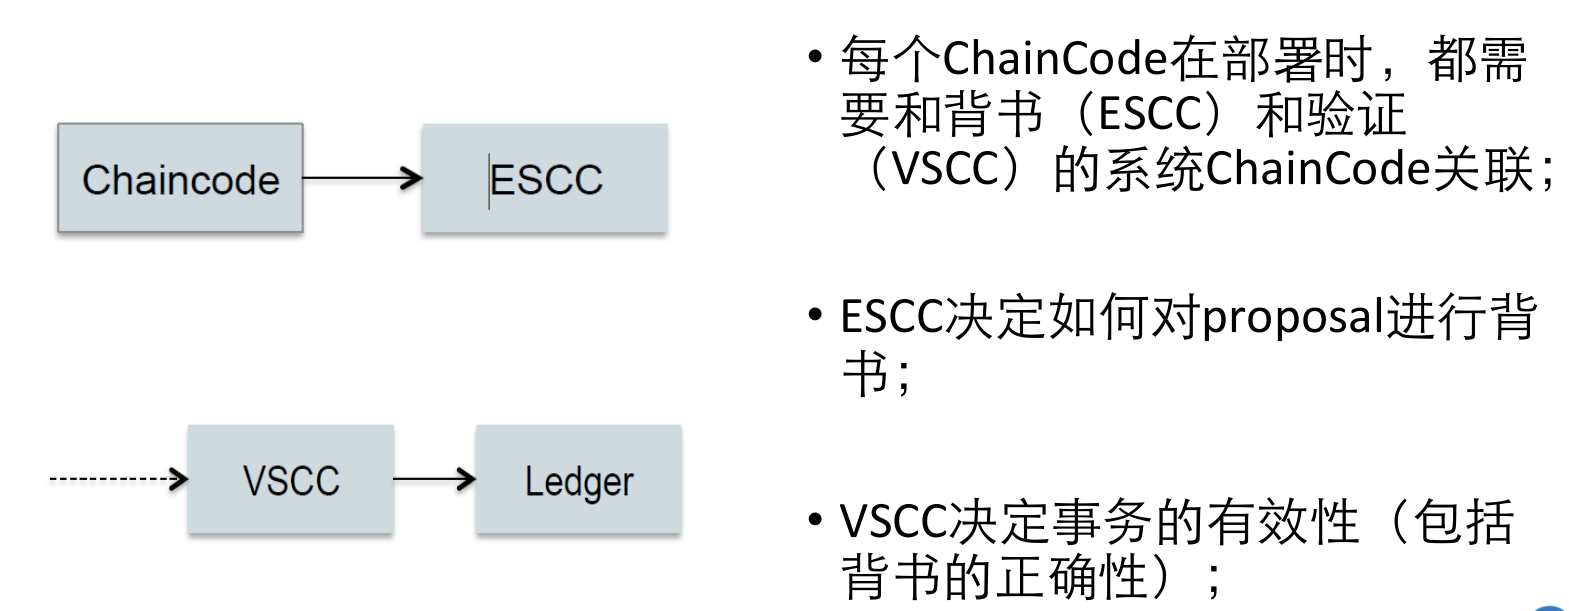 Chaincode
ESCC
VSCC
Ledger
• 每个ChainCode在部署时，都需
要和背书（ESCC）和验证
（VSCC）的系统ChainCode关联；
• ESCC决定如何对proposal进行背
书；
• VSCC决定事务的有效性（包括
背书的正确性）；